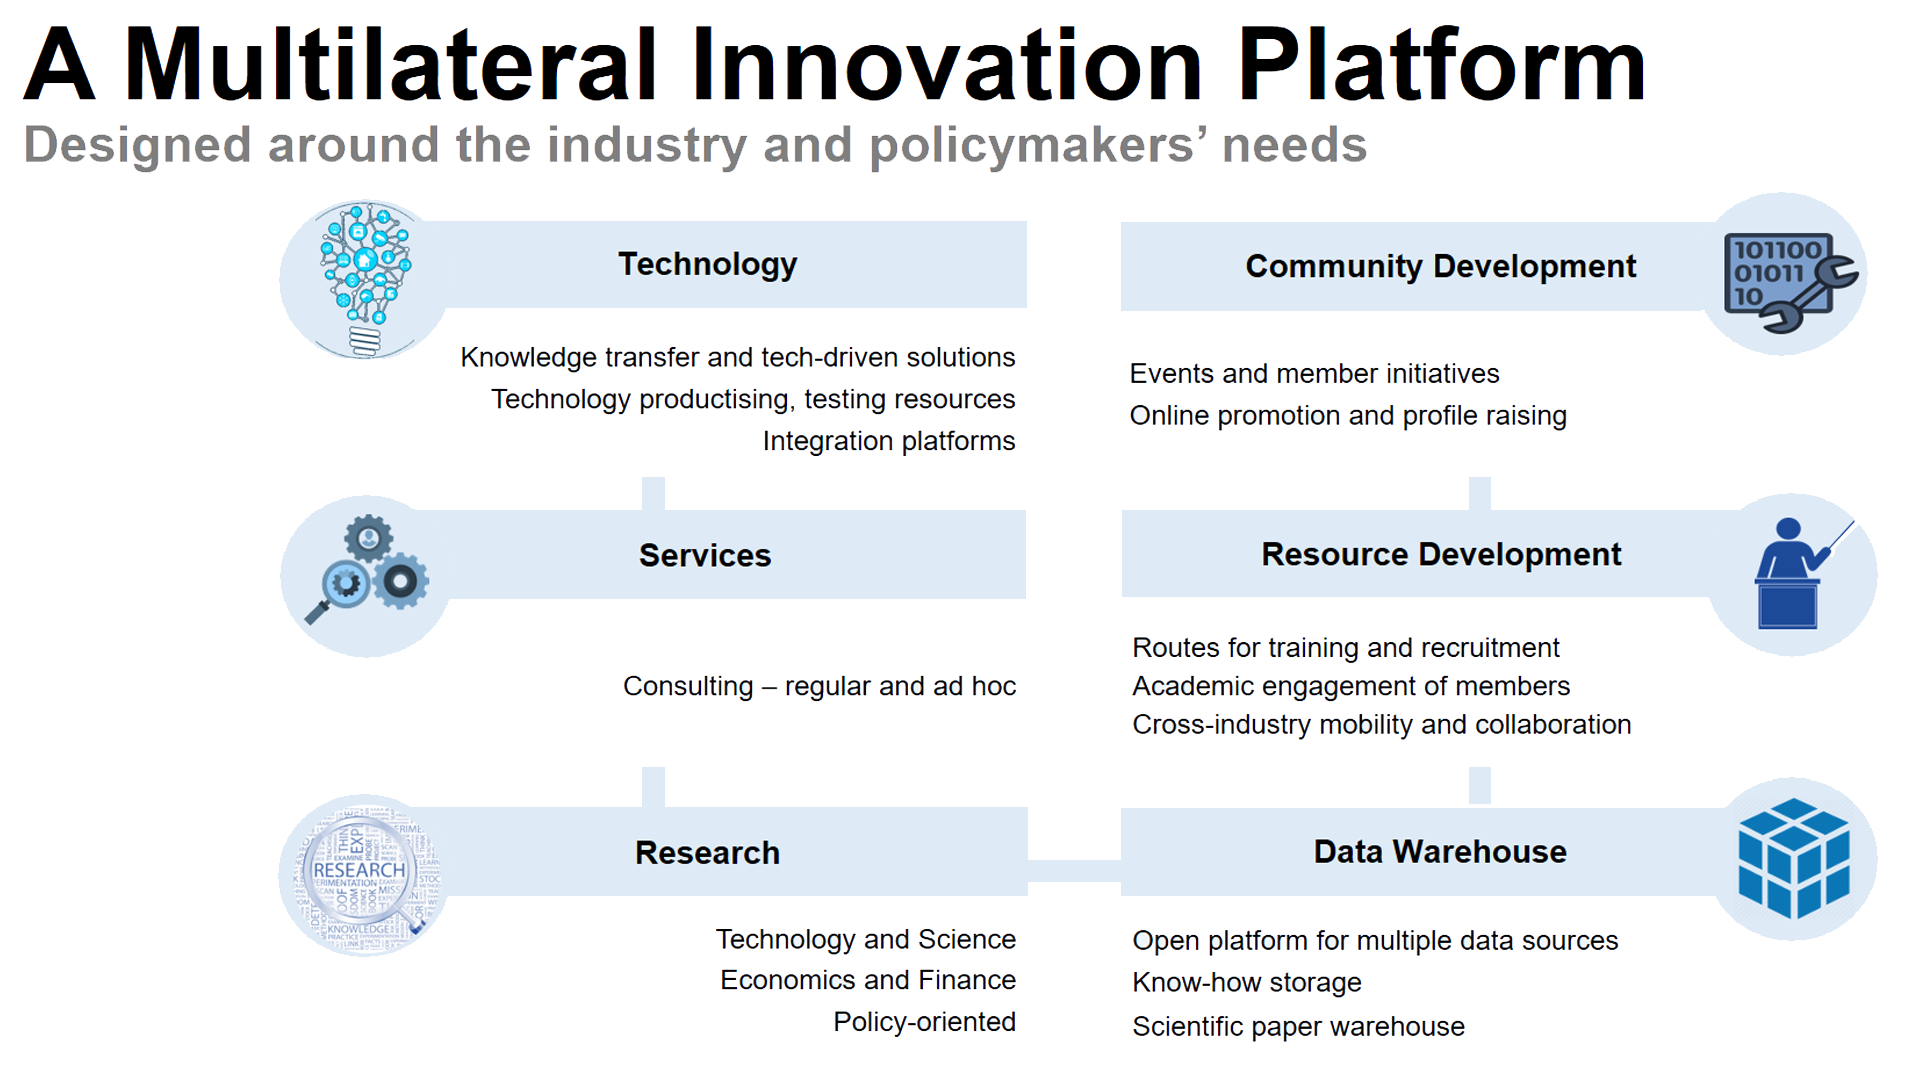 A Multilateral Innovation Platform
Designed around the industry and policymakers’ needs
Technology
Knowledge transfer and tech-driven solutions
Technology productising, testing resources
Integration platforms
Services
Consulting – regular and ad hoc
RESEARCH
EXAMINE
KNOWLEDGE
PRACTICE
LINK
Research
Technology and Science
Economics and Finance
Policy-oriented
101100
01011
10
Community Development
Events and member initiatives
Online promotion and profile raising
Resource Development
Routes for training and recruitment
Academic engagement of members
Cross-industry mobility and collaboration
Data Warehouse
Open platform for multiple data sources
Know-how storage
Scientific paper warehouse